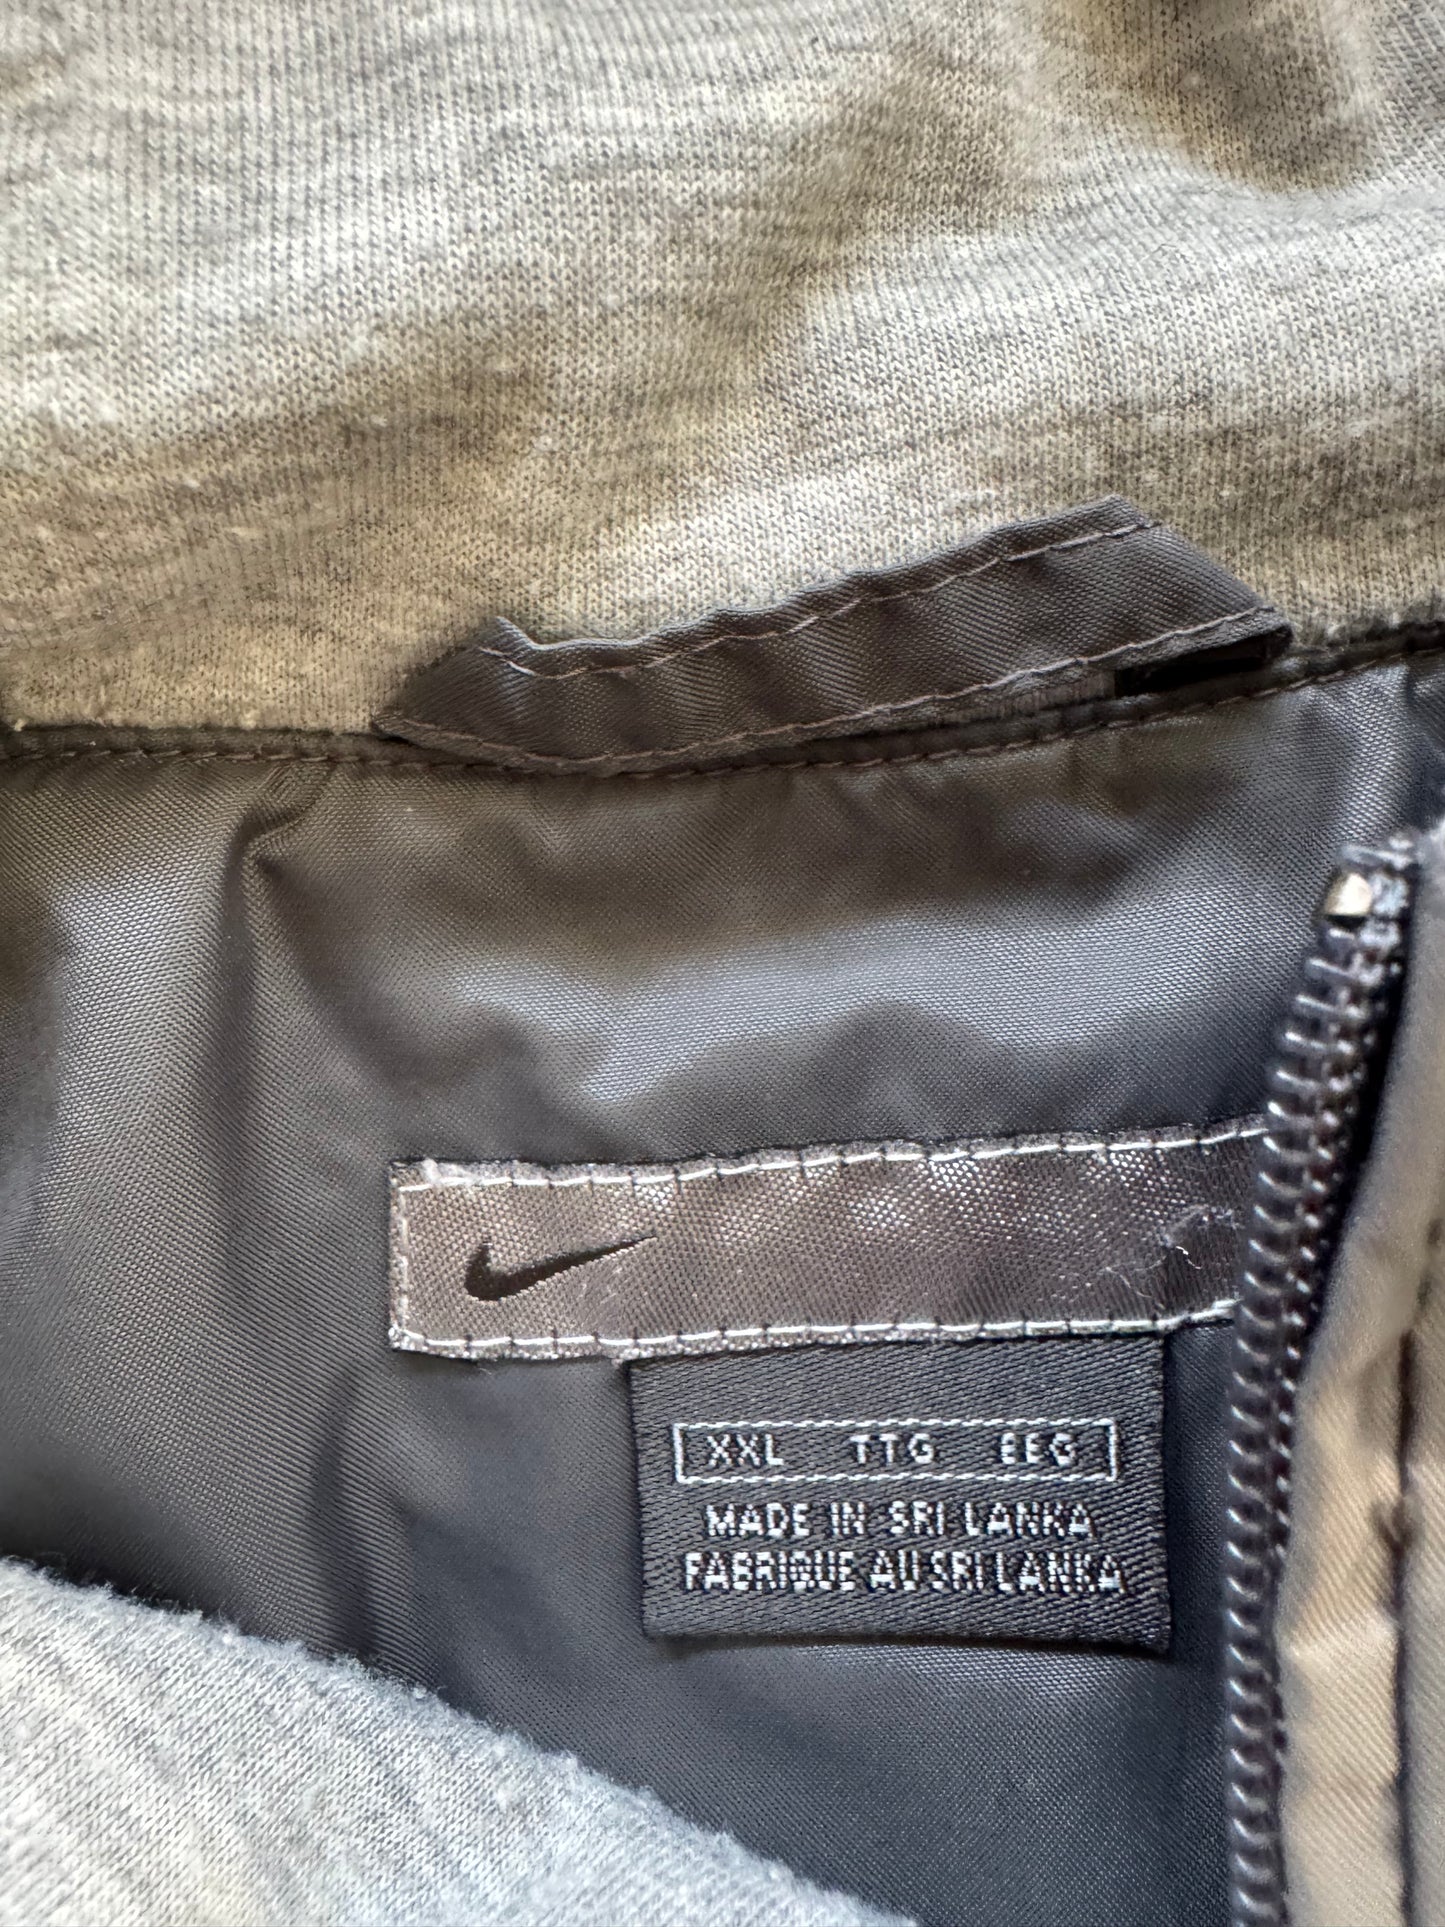 XXL TTG EEG
MADE IN SRI LANKA
FABRIQUE AU SRI LANKA